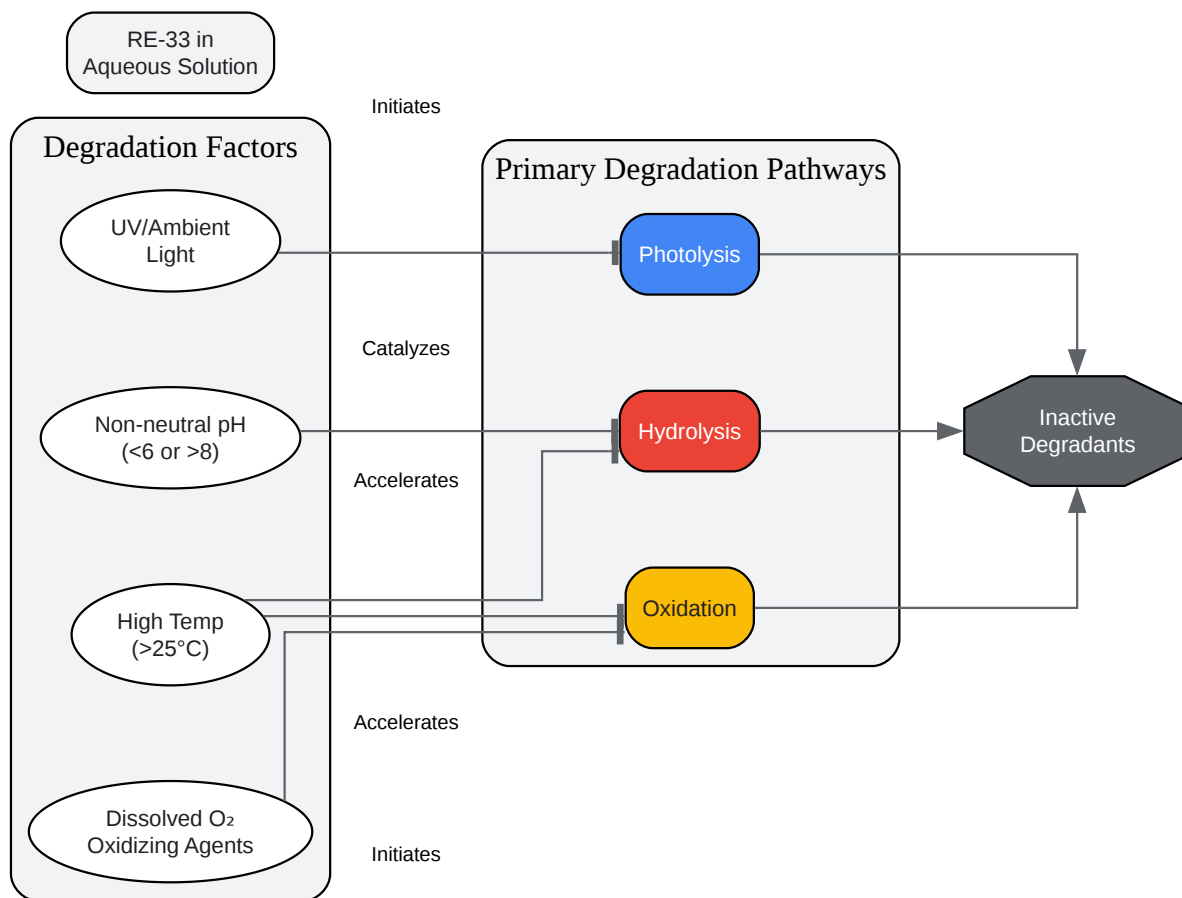 RE-33 in
Aqueous Solution
Initiates
Degradation Factors
Primary Degradation Pathways
UV/Ambient
Light
Photolysis
Catalyzes
Non-neutral pH
(<6 or >8)
Hydrolysis
Inactive
Degradants
Accelerates
High Temp
(>25°C)
Oxidation
Accelerates
Dissolved O₂
Oxidizing Agents
Initiates